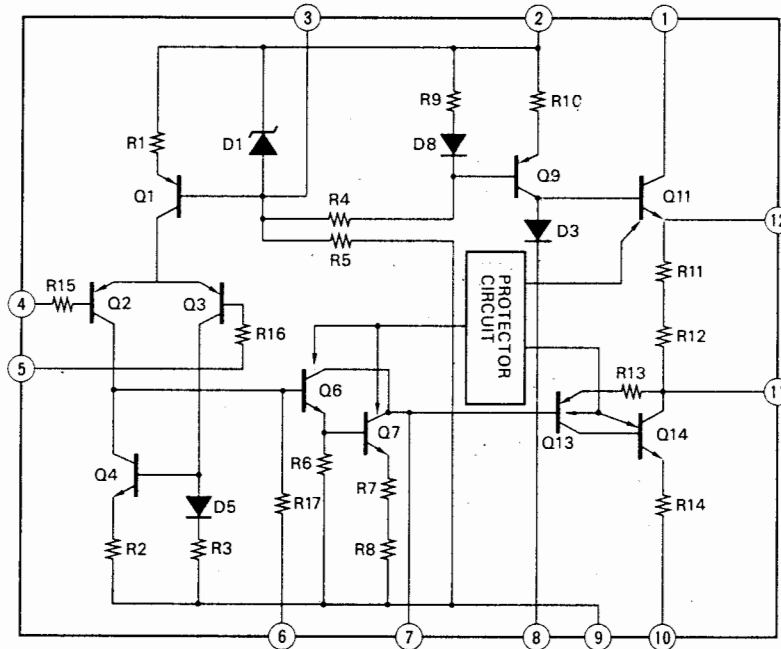 3
2
1
R9
R10
R1
D1
D8
Q9
Q1
R4
Q11
R5
D3
12
PROTECTOR
CIRCUIT
R11
R15
4
Q2
Q3
R16
R12
5
R13
11
Q6
Q7
Q13
Q14
Q4
R6
R7
D5
R17
R14
R2
R3
R8
6
7
8
9
10